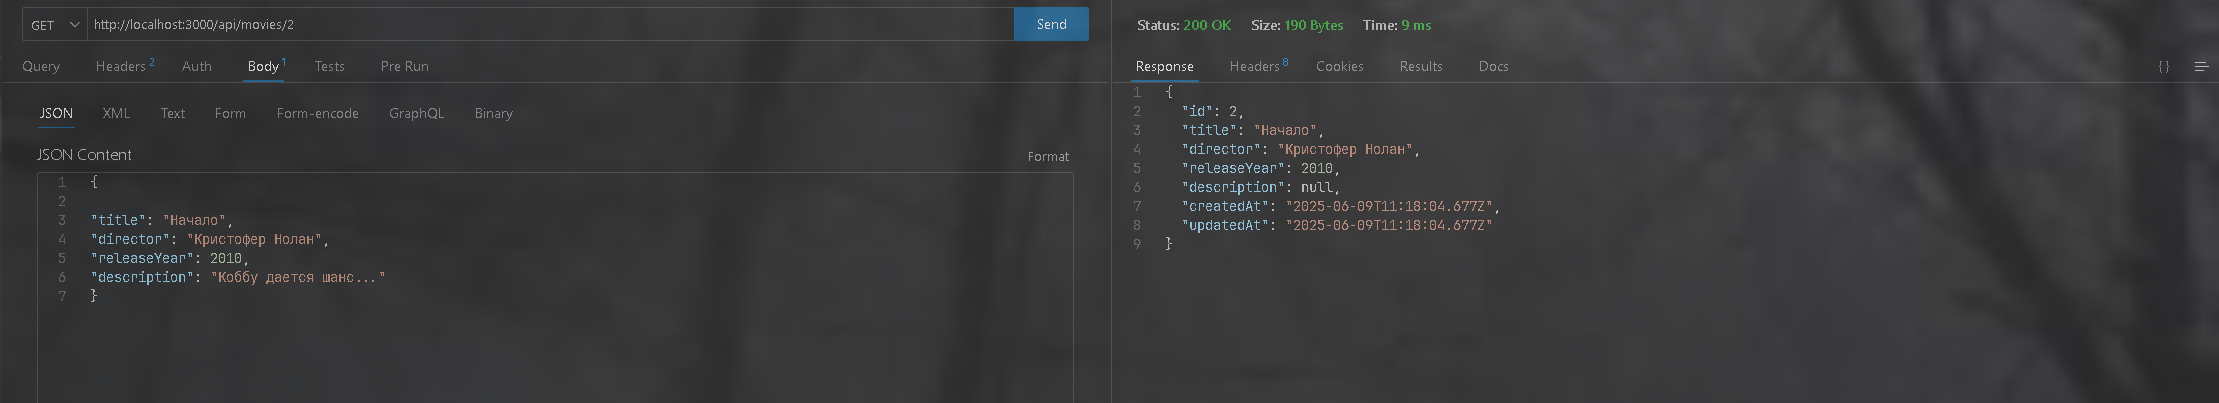 GET http://localhost:3000/api/movies/2 Send
Query Headers 2 Auth Body 1 Tests Pre Run
JSON XML Text Form Form-encode GraphQL Binary
JSON Content Format
1 {
2
3 "title": "Начало",
4 "director": "Кристофер Нолан",
5 "releaseYear": 2010,
6 "description": "Коббу дается шанс..."
7 }
Status: 200 OK Size: 190 Bytes Time: 9 ms
Response Headers 8 Cookies Results Docs { }
1 {
2 "id": 2,
3 "title": "Начало",
4 "director": "Кристофер Нолан",
5 "releaseYear": 2010,
6 "description": null,
7 "createdAt": "2025-06-09T11:18:04.677Z",
8 "updatedAt": "2025-06-09T11:18:04.677Z"
9 }